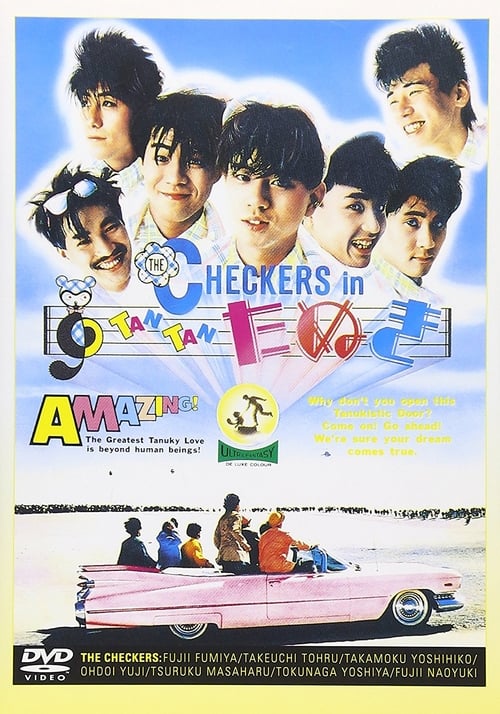 THE CHECKERS in
TAN TAN たぬき
AMAZING!
The Greatest Tanuky Love
is beyond human beings!
ULTRAFANTASY
DE LUXE COLOUR
Why don't you open this
Tanukistic Door?
Come on! Go ahead!
We're sure your dream
comes true.
DVD
VIDEO
THE CHECKERS:FUJII FUMIYA/TAKEUCHI TOHRU/TAKAMOKU YOSHIHIKO/
OHDOI YUJI/TSURUKU MASAHARU/TOKUNAGA YOSHIYA/FUJII NAOYUKI